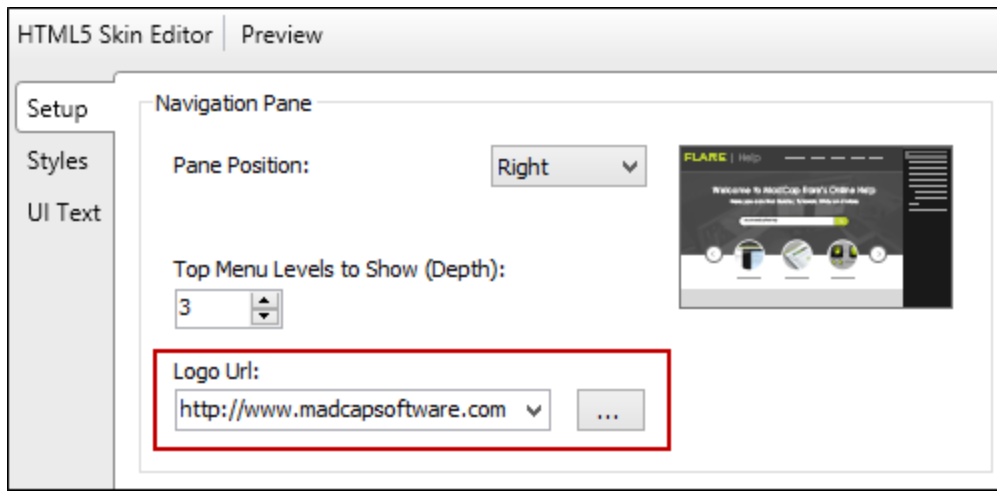 HTML5 Skin Editor Preview
Setup
Styles
UI Text
Navigation Pane
Pane Position:
Right
FLARE | Help
Welcome to MadCap Flare's Online Help
Top Menu Levels to Show (Depth):
3
Logo Url:
http://www.madcapsoftware.com
...